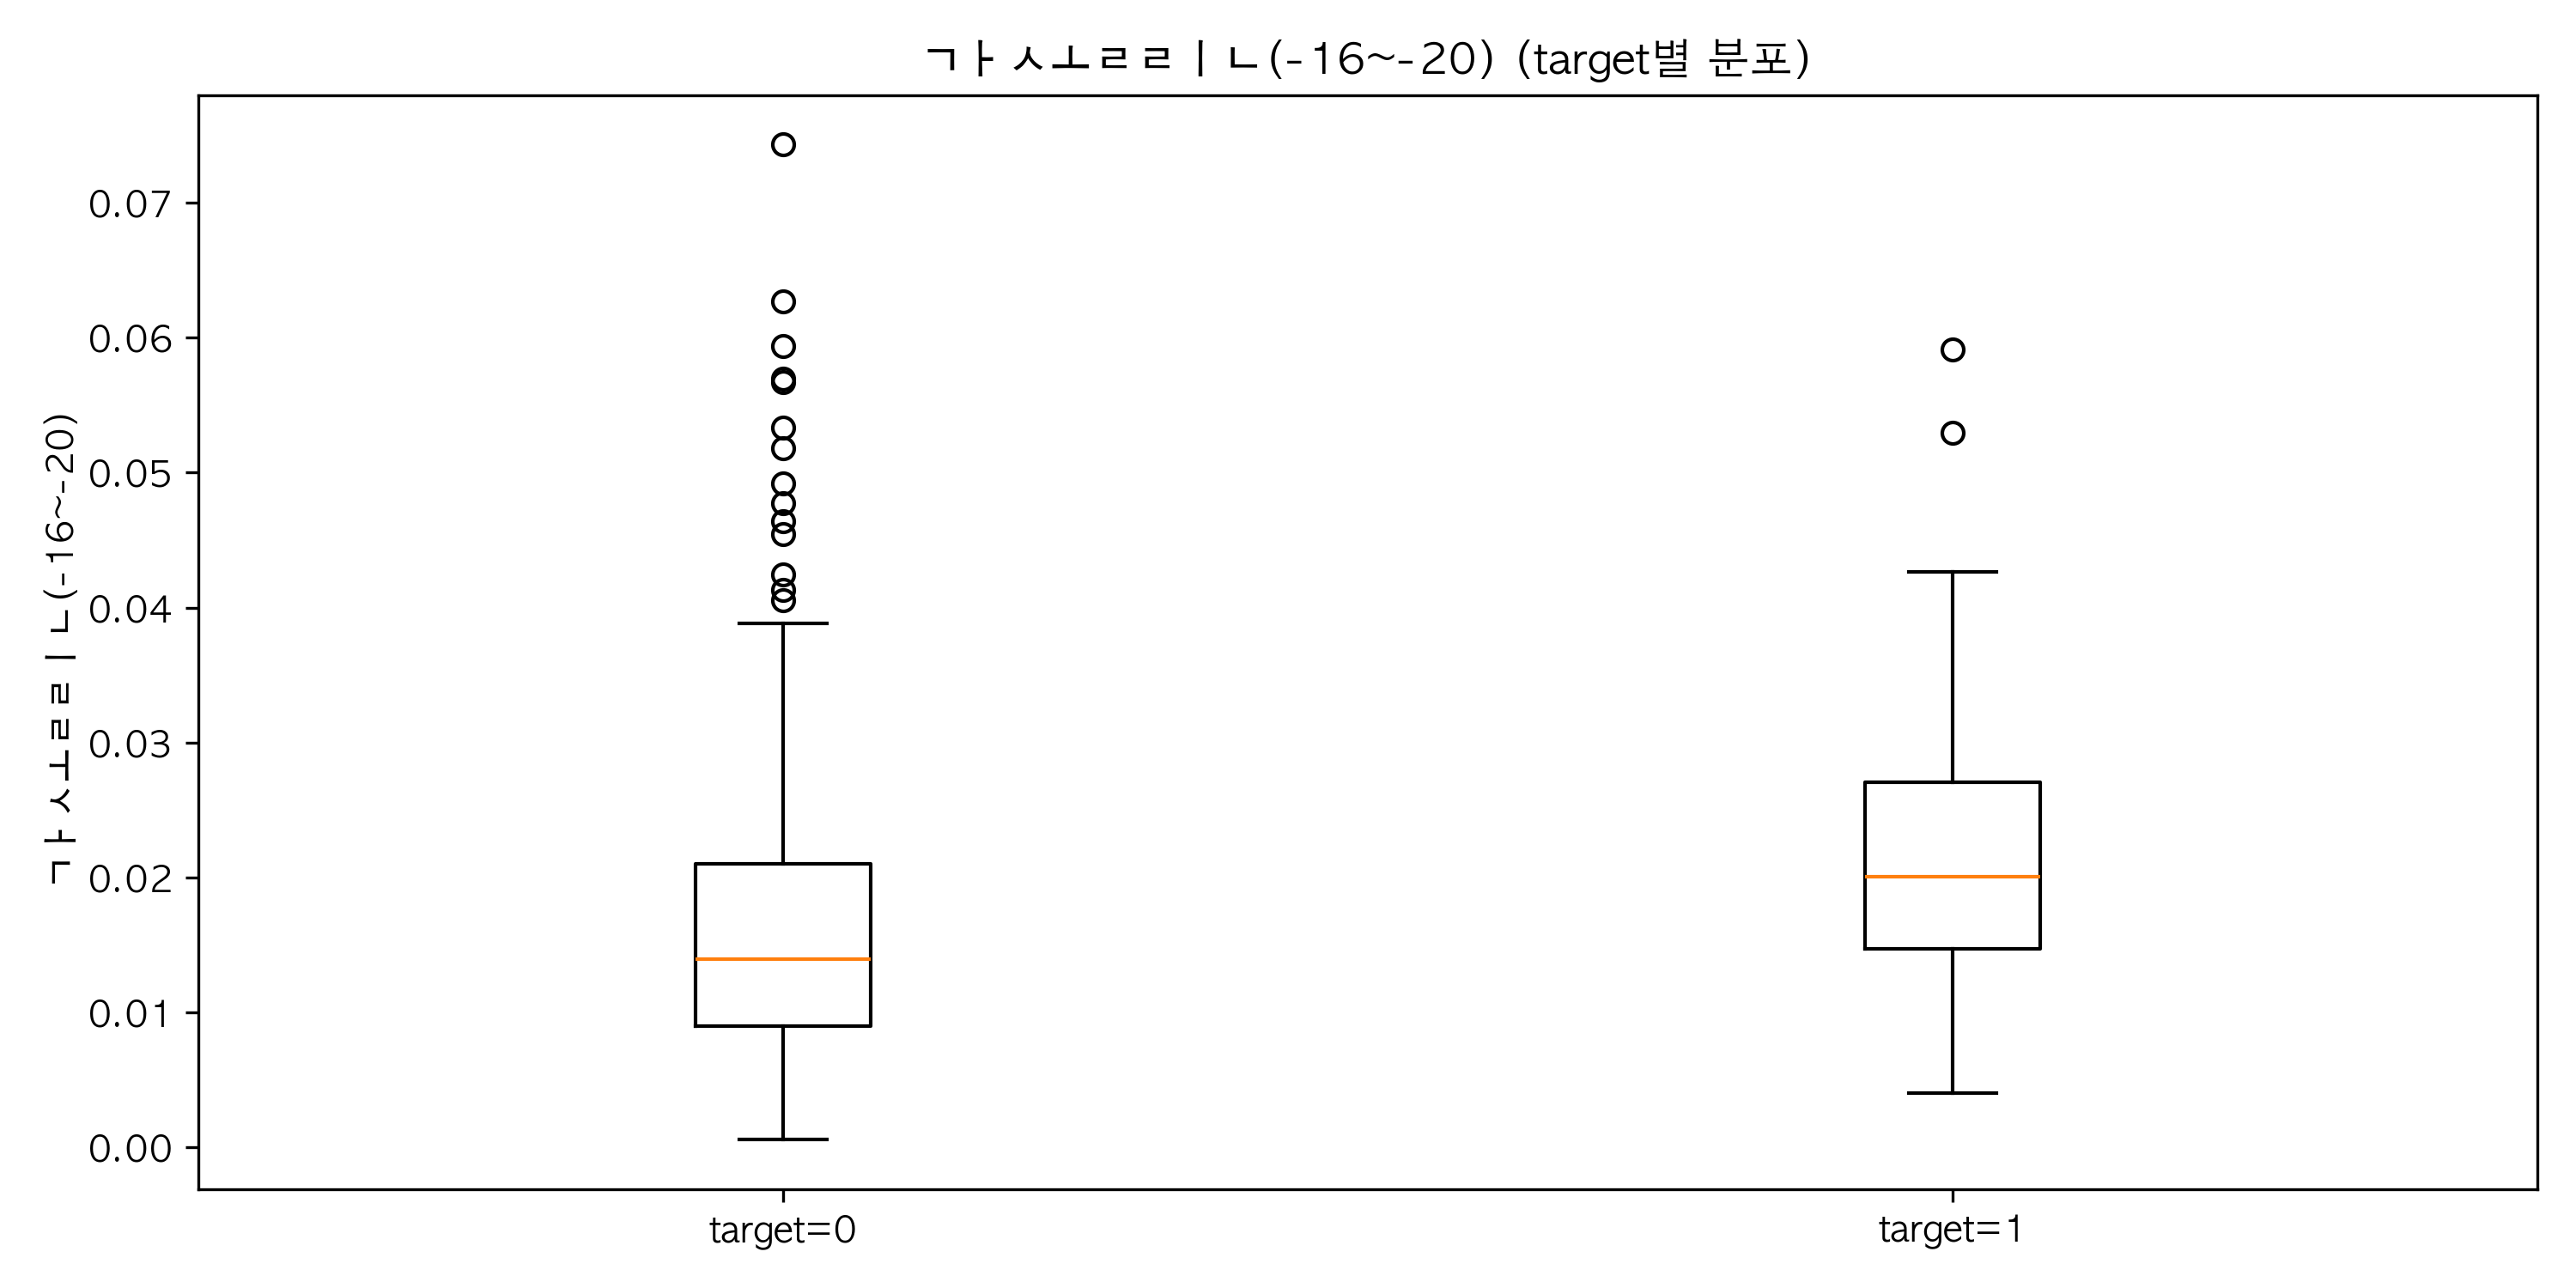 ㄱㅏ ㅅㅗㄹㄹㅣㄴ(-16~-20) (target별 분포)
ㄱㅏ ㅅㅗㄹㄹㅣㄴ(-16~-20)
0.07
0.06
0.05
0.04
0.03
0.02
0.01
0.00
target=0
target=1